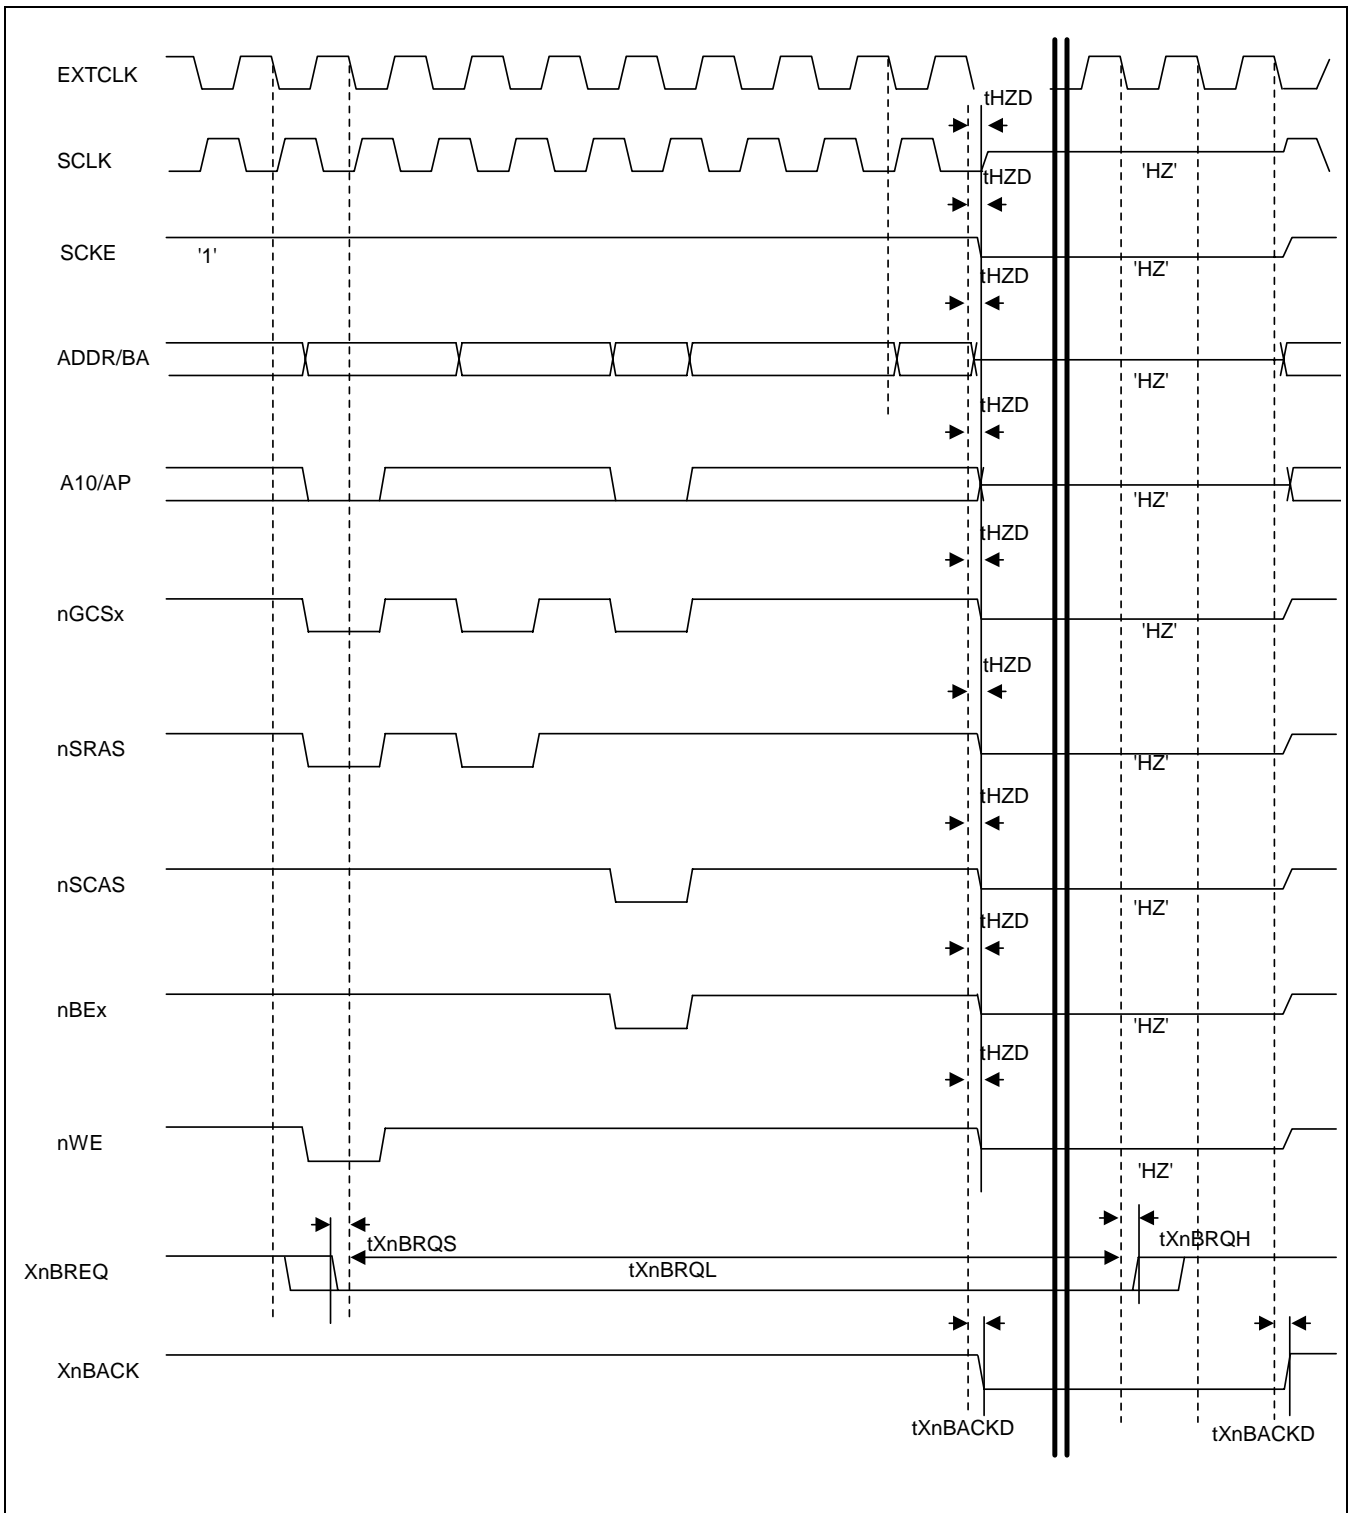 EXTCLK
tHZD
SCLK
'HZ'
tHZD
SCKE
'1'
'HZ'
tHZD
ADDR/BA
'HZ'
tHZD
A10/AP
'HZ'
tHZD
nGCSx
'HZ'
tHZD
nSRAS
'HZ'
tHZD
nSCAS
'HZ'
tHZD
nBEx
'HZ'
tHZD
nWE
'HZ'
tXnBRQS
tXnBRQH
XnBREQ
tXnBRQL
XnBACK
tXnBACKD
tXnBACKD